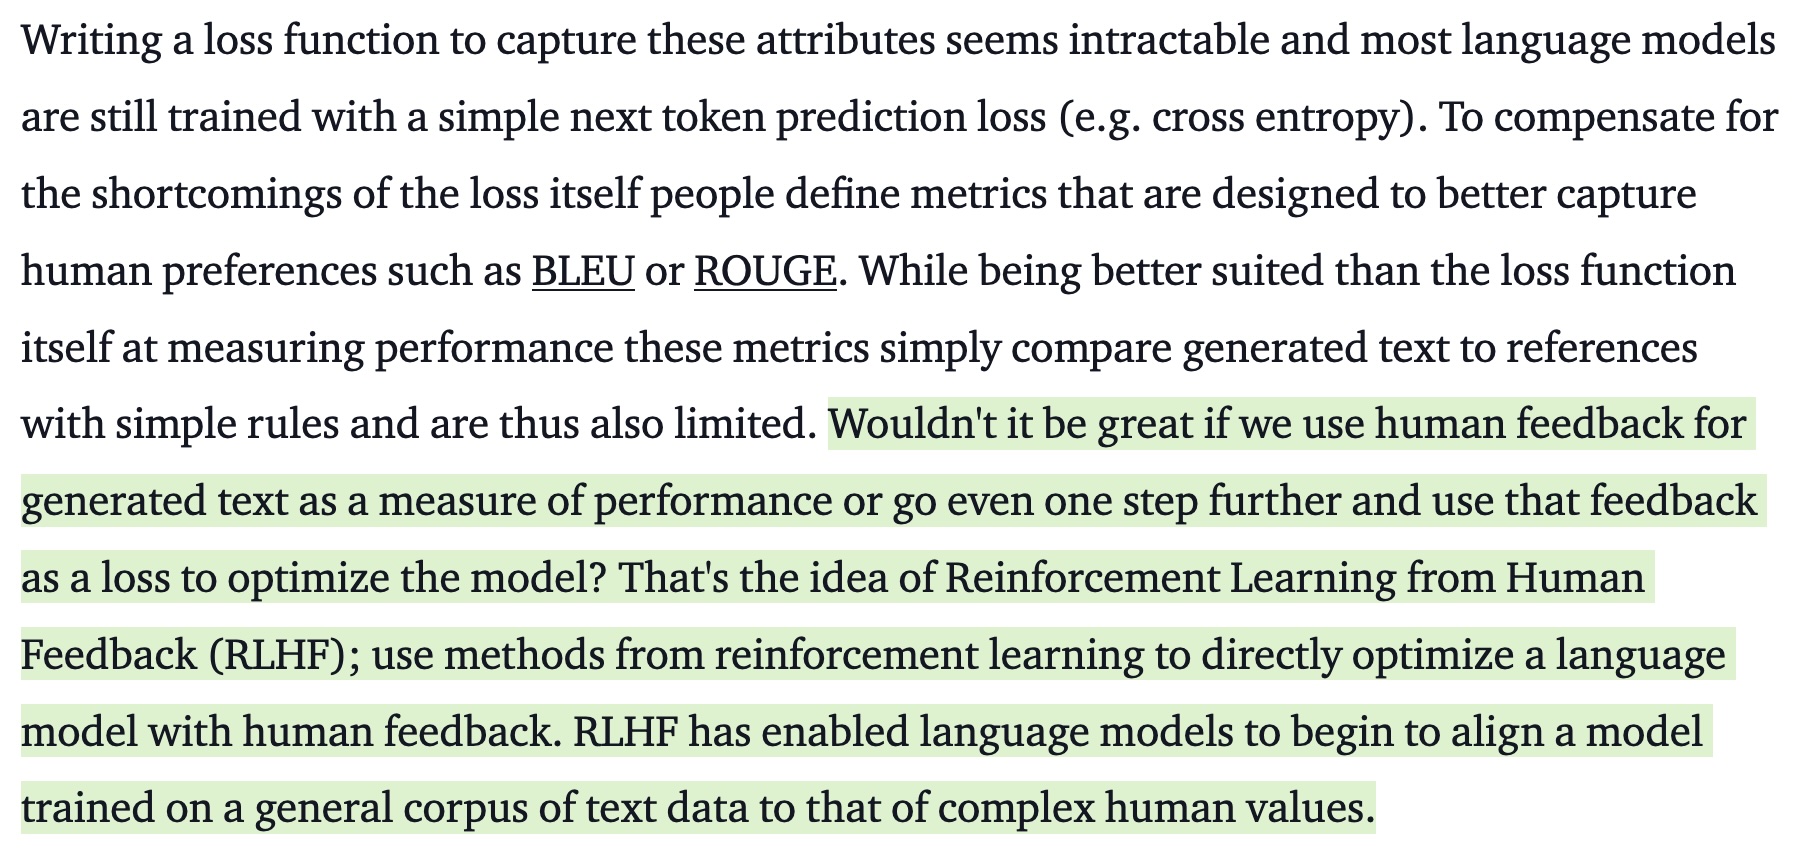 Writing a loss function to capture these attributes seems intractable and most language models
are still trained with a simple next token prediction loss (e.g. cross entropy). To compensate for
the shortcomings of the loss itself people define metrics that are designed to better capture
human preferences such as BLEU or ROUGE. While being better suited than the loss function
itself at measuring performance these metrics simply compare generated text to references
with simple rules and are thus also limited. Wouldn't it be great if we use human feedback for
generated text as a measure of performance or go even one step further and use that feedback
as a loss to optimize the model? That's the idea of Reinforcement Learning from Human
Feedback (RLHF); use methods from reinforcement learning to directly optimize a language
model with human feedback. RLHF has enabled language models to begin to align a model
trained on a general corpus of text data to that of complex human values.